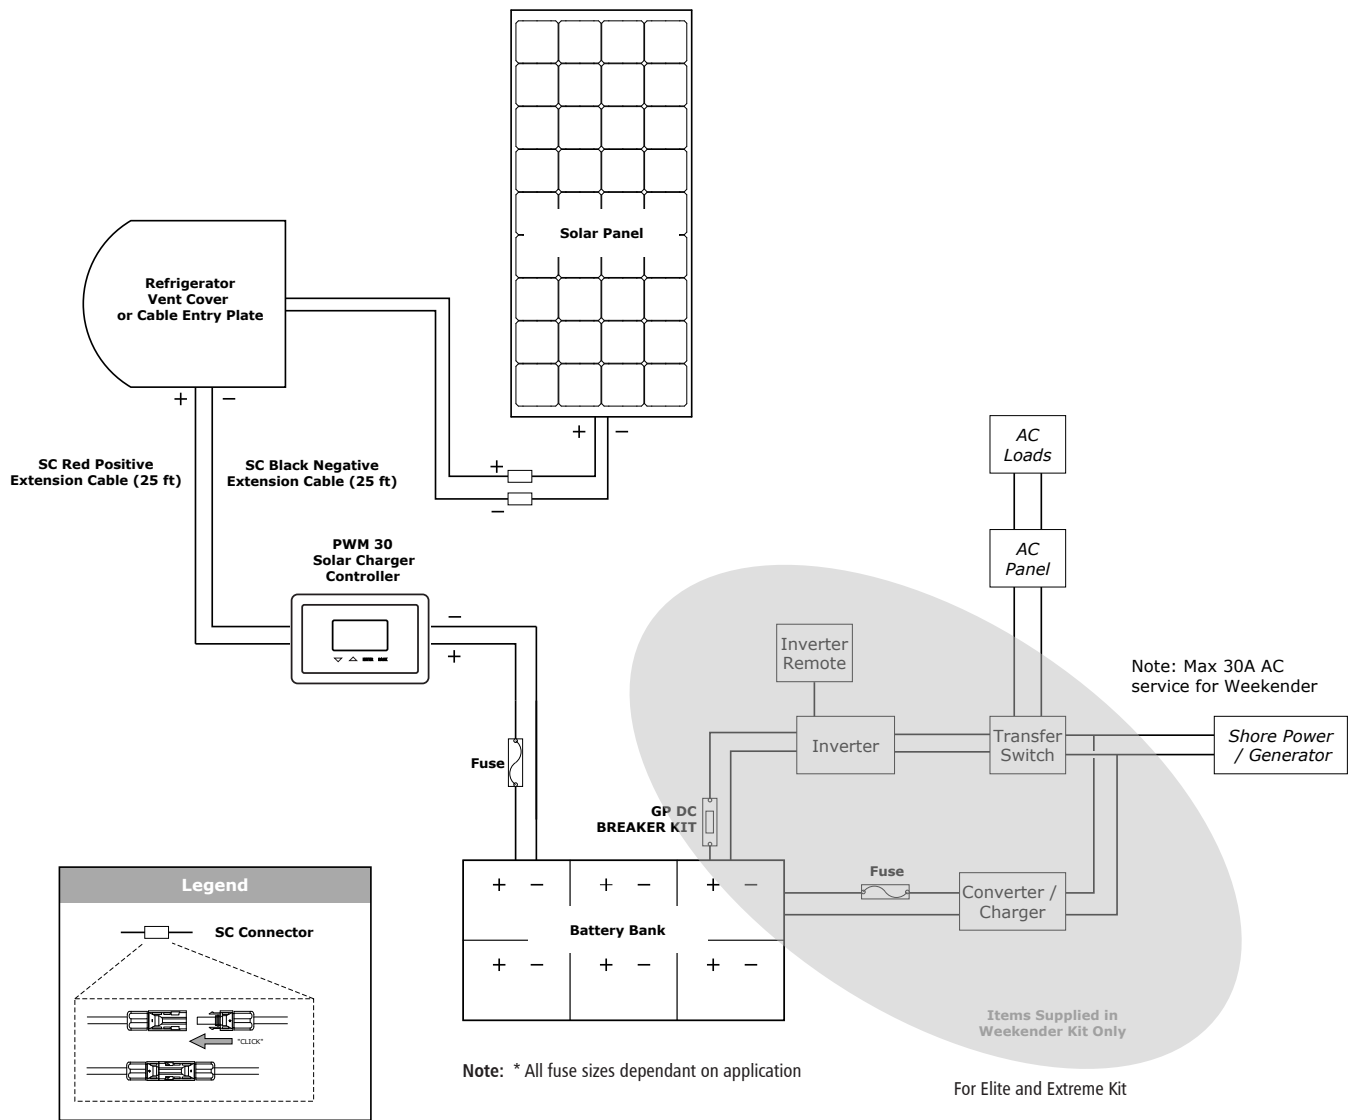 Solar Panel
Refrigerator
Vent Cover
or Cable Entry Plate
+ −
+ −
SC Red Positive
Extension Cable (25 ft)
SC Black Negative
Extension Cable (25 ft)
+
−
AC
Loads
PWM 30
Solar Charger
Controller
AC
Panel
−
+
Inverter
Remote
Note: Max 30A AC
service for Weekender
Inverter
Transfer
Switch
Shore Power
/ Generator
Fuse
GP DC
BREAKER KIT
Fuse
Converter /
Charger
+ − + − + −
Battery Bank
+ − + − + −
Legend
SC Connector
"CLICK"
Items Supplied in
Weekender Kit Only
Note: * All fuse sizes dependant on application
For Elite and Extreme Kit